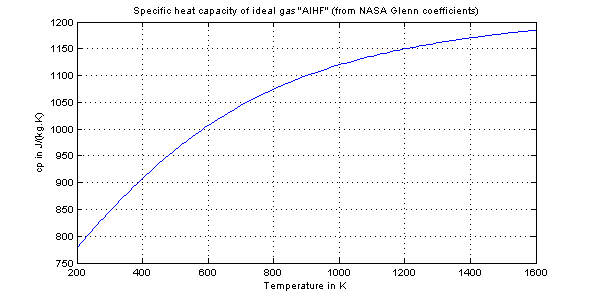 Specific heat capacity of ideal gas "AlHF" (from NASA Glenn coefficients)
1200
1150
1100
1050
1000
950
900
850
800
750
cp in J/(kg.K)
200 400 600 800 1000 1200 1400 1600
Temperature in K